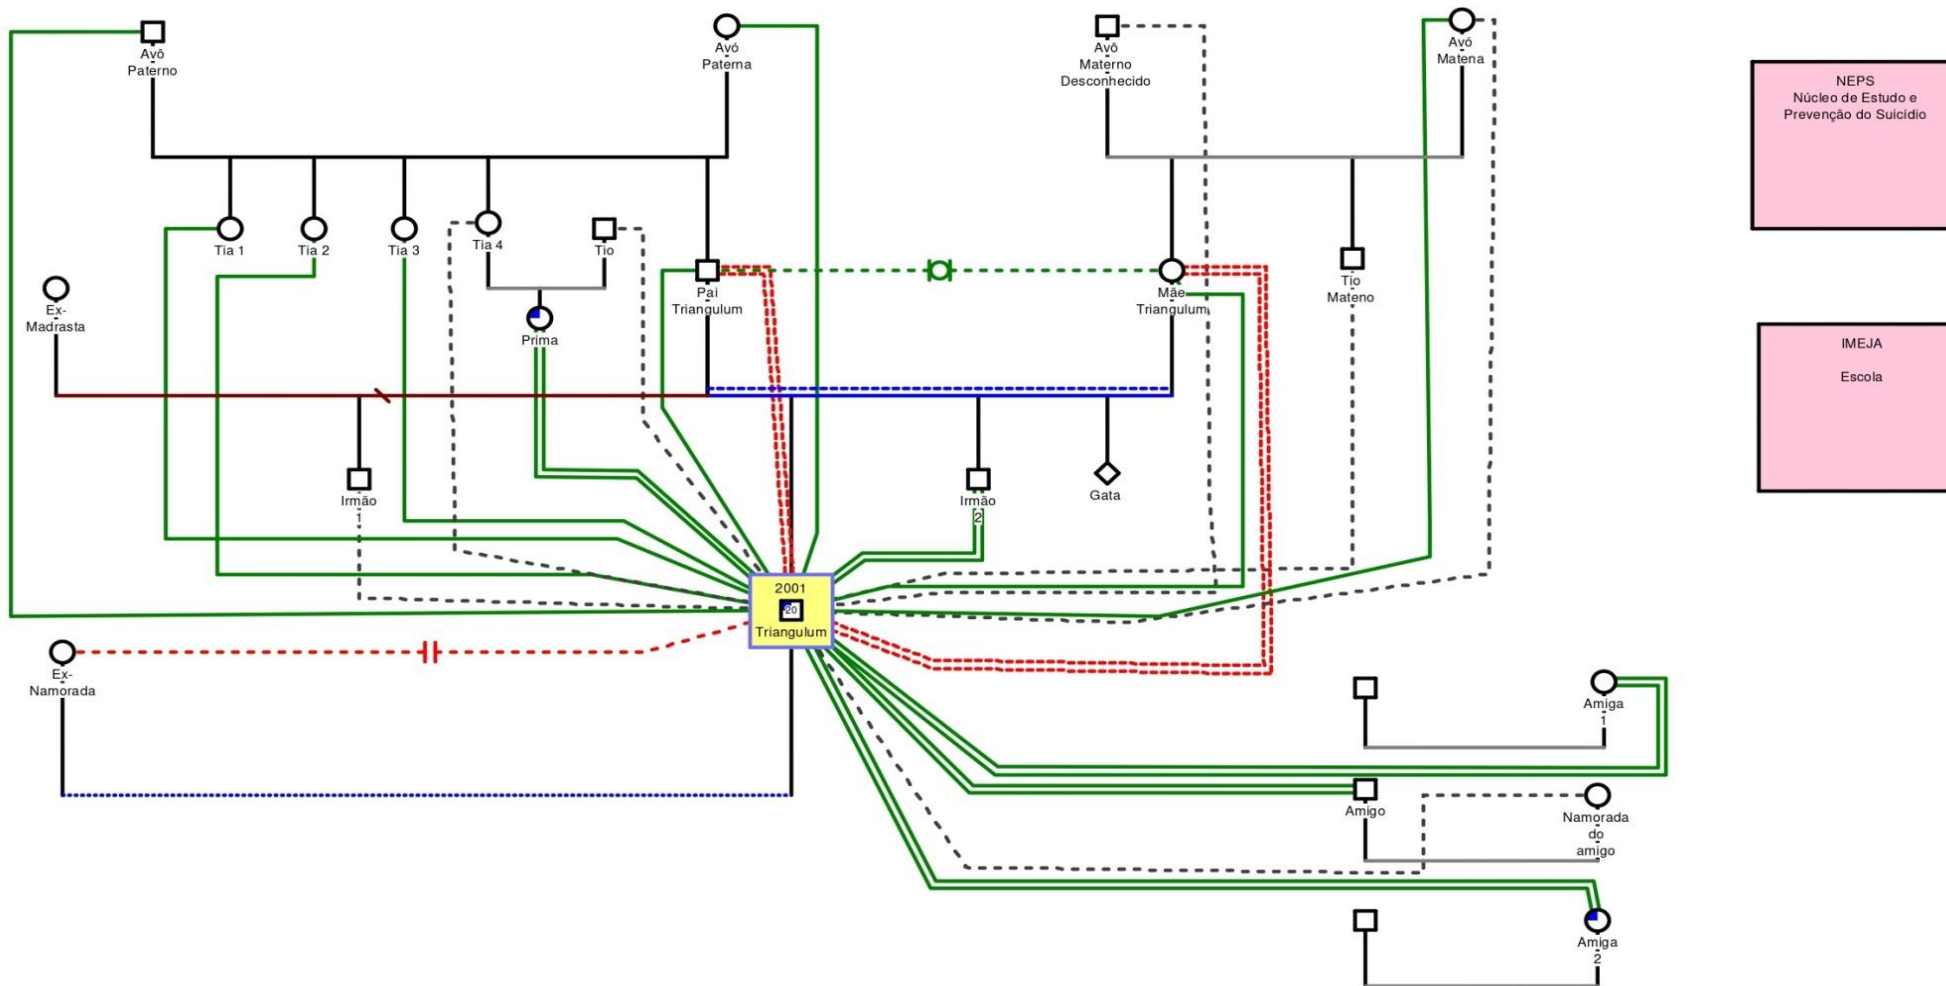 Avô
Paterno
Avó
Paterna
Avô
Materno
Desconhecido
Avó
Matena
NEPS
Núcleo de Estudo e
Prevenção do Suicídio
Tia 1
Tia 2
Tia 3
Tia 4
Tio
Pai
Triangulum
Mãe
Triangulum
Tio
Mateno
Ex-
Madrasta
Prima
IMEJA
Escola
Irmão
1
Irmão
2
Gata
2001
20
Triangulum
Ex-
Namorada
Amiga
1
Amigo
Namorada
do
amigo
Amiga
2